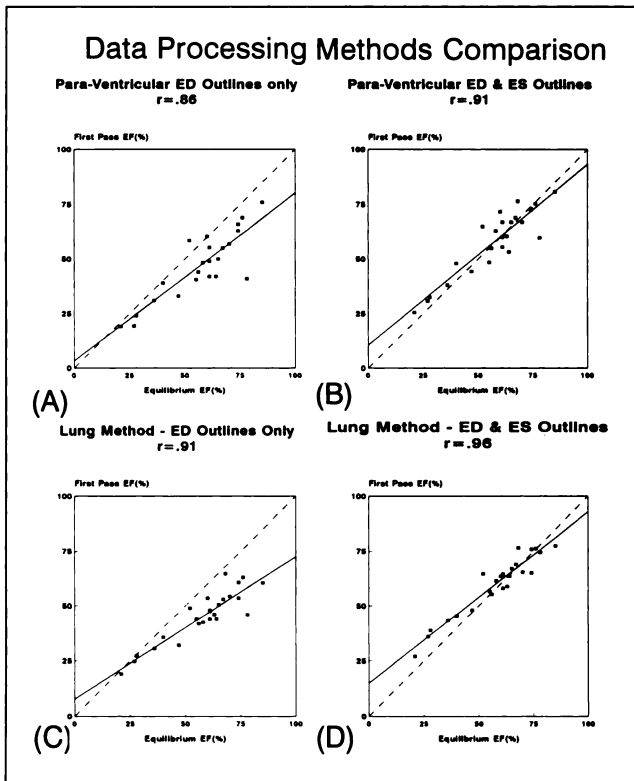 Data Processing Methods Comparison
Para-Ventricular ED Outlines only
r=.86
First Pass EF(%)
100
75
50
25
0
0 25 50 75 100
Equilibrium EF(%)
(A)
Para-Ventricular ED & ES Outlines
r=.91
First Pass EF(%)
100
75
50
25
0
0 25 50 75 100
Equilibrium EF(%)
(B)
Lung Method - ED Outlines Only
r=.91
First Pass EF(%)
100
75
50
25
0
0 25 50 75 100
Equilibrium EF(%)
(C)
Lung Method - ED & ES Outlines
r=.96
First Pass EF(%)
100
75
50
25
0
0 25 50 75 100
Equilibrium EF(%)
(D)